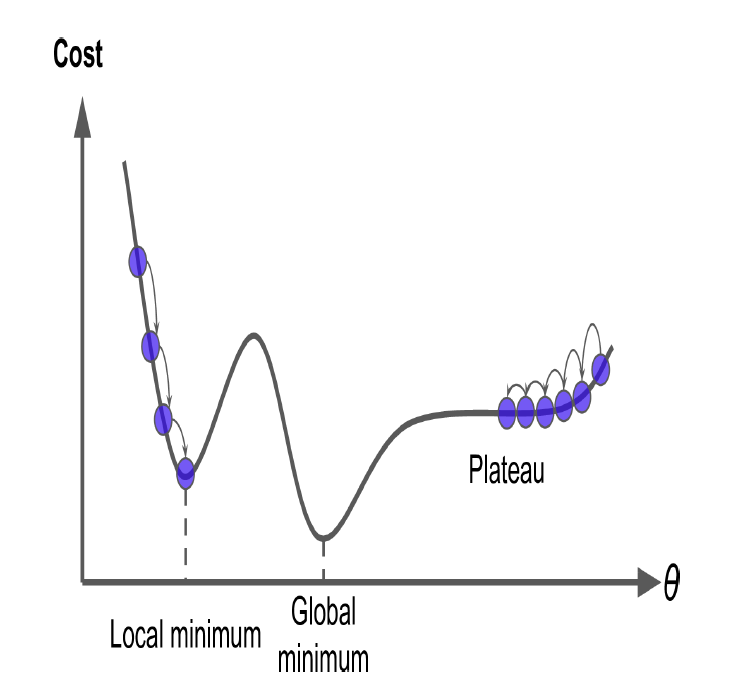 Cost
Plateau
θ
Local minimum
Global
minimum